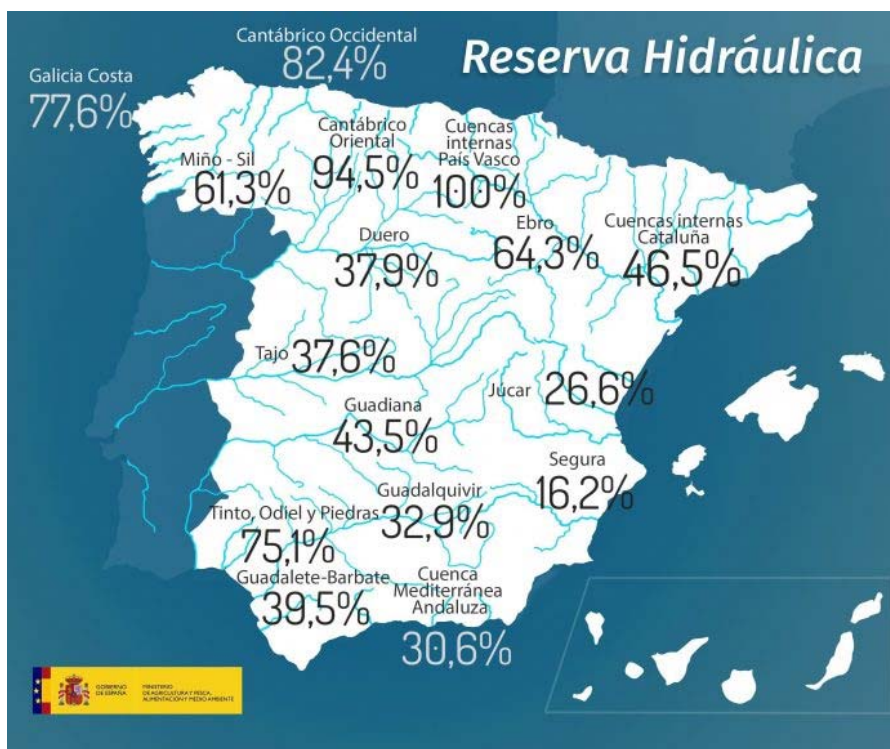 Cantábrico Occidental
82,4%
Reserva Hidráulica
Galicia Costa
77,6%
Cantábrico
Oriental
94,5%
Cuencas
internas
País Vasco
100%
Miño - Sil
61,3%
Duero
37,9%
Ebro
64,3%
Cuencas internas
Cataluña
46,5%
Tajo 37,6%
Júcar 26,6%
Guadiana
43,5%
Segura
16,2%
Guadalquivir
32,9%
Tinto, Odiel y Piedras
75,1%
Guadalete-Barbate
39,5%
Cuenca
Mediterránea
Andaluza
30,6%
GOBIERNO
DE ESPAÑA
MINISTERIO
DE AGRICULTURA Y PESCA,
ALIMENTACIÓN Y MEDIO AMBIENTE